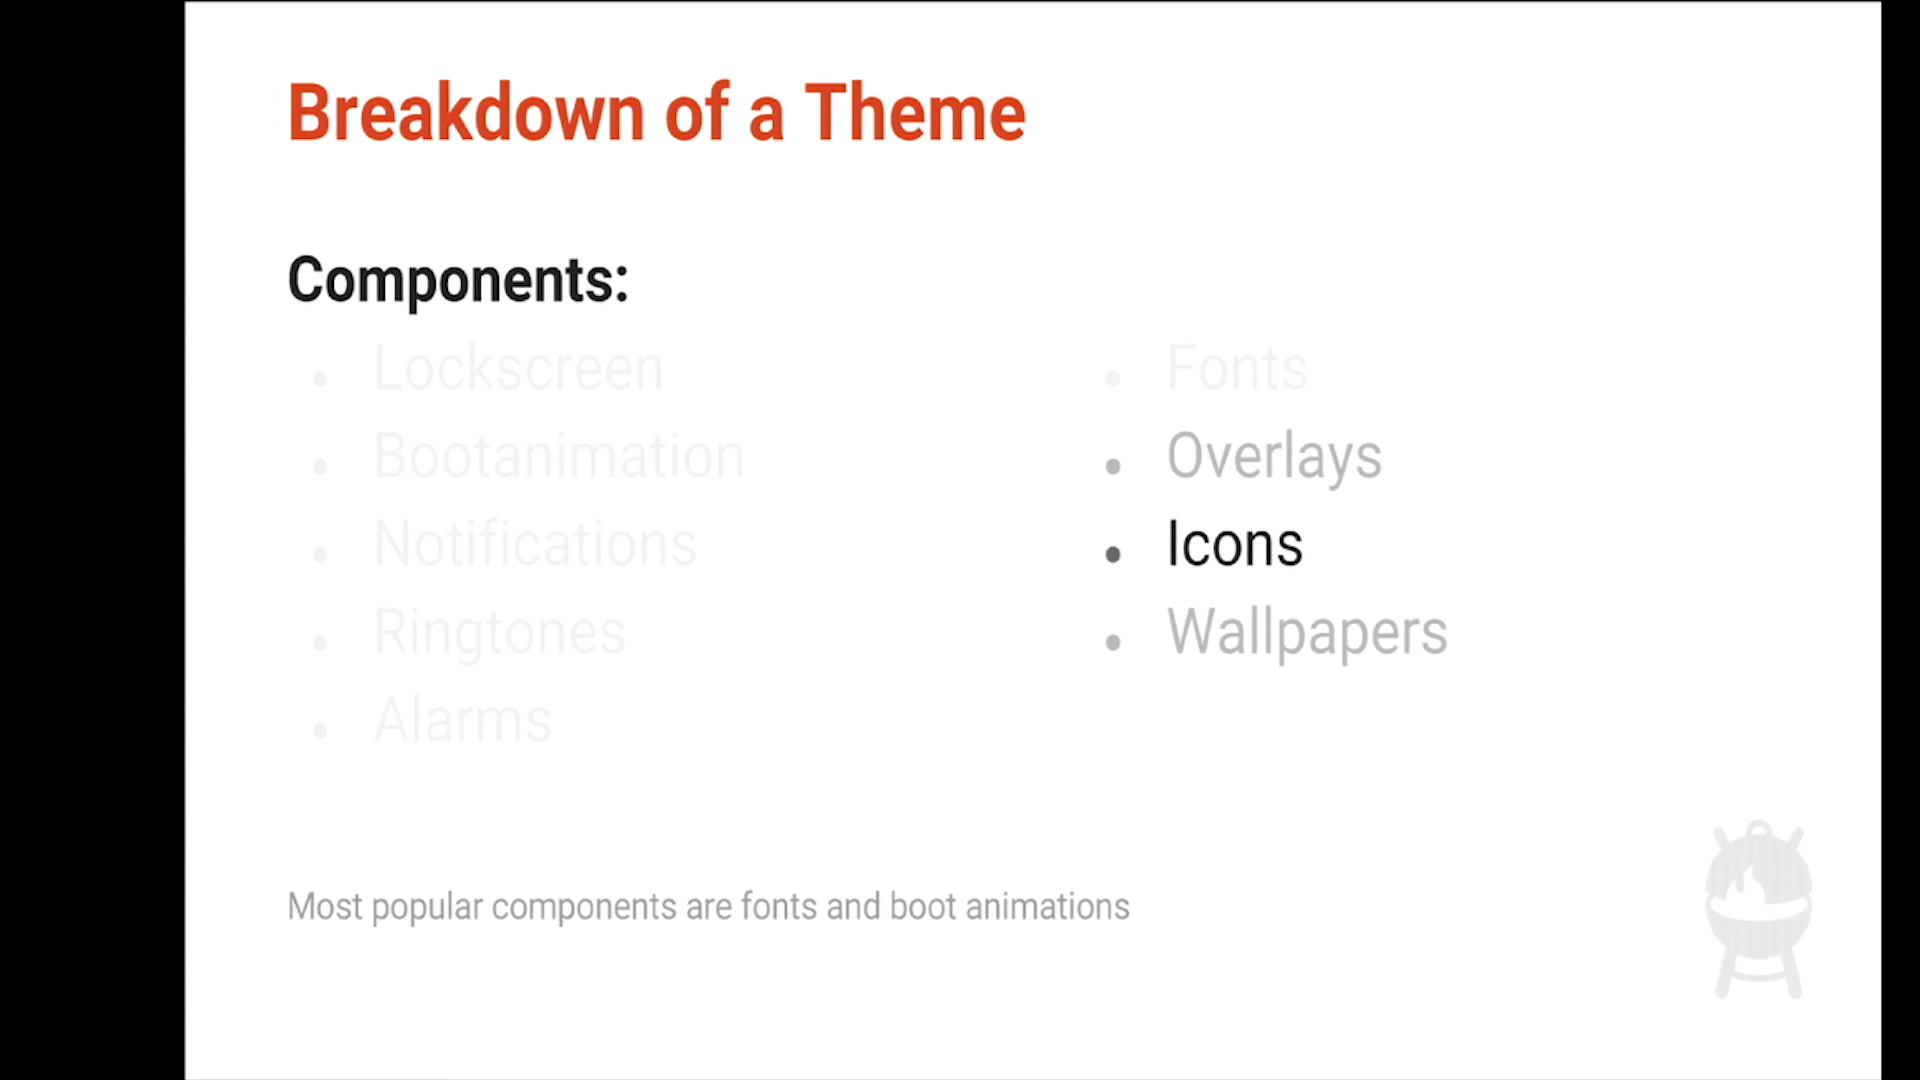 Breakdown of a Theme
Components:
• Lockscreen
• Bootanimation
• Notifications
• Ringtones
• Alarms
• Fonts
• Overlays
• Icons
• Wallpapers
Most popular components are fonts and boot animations